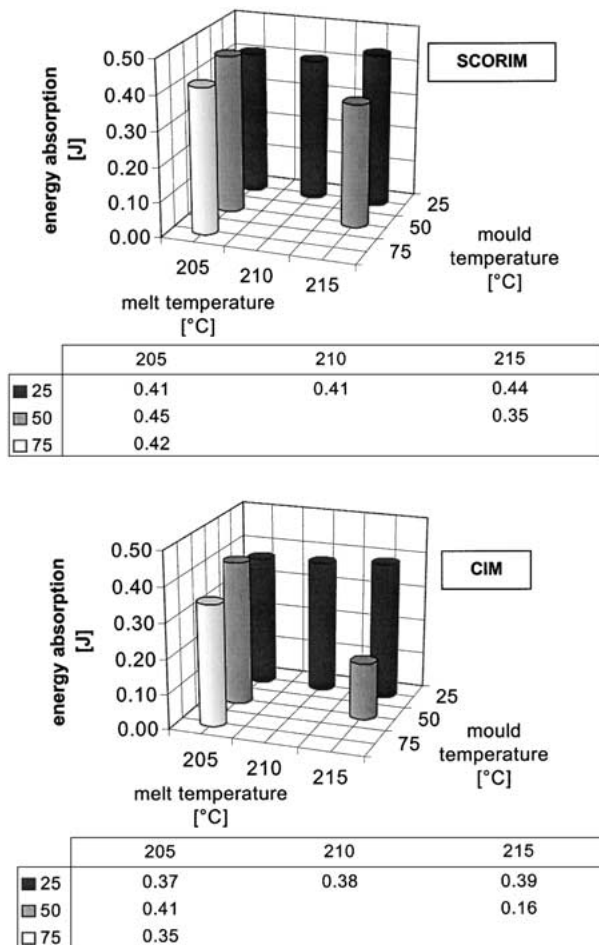 SCORIM
energy absorption
[J]
0.50
0.40
0.30
0.20
0.10
0.00
205
210
215
melt temperature
[°C]
25
50
75
mould
temperature
[°C]
205 210 215
25 0.41 0.41 0.44
50 0.45 0.35
75 0.42
CIM
energy absorption
[J]
0.50
0.40
0.30
0.20
0.10
0.00
205
210
215
melt temperature
[°C]
25
50
75
mould
temperature
[°C]
205 210 215
25 0.37 0.38 0.39
50 0.41 0.16
75 0.35